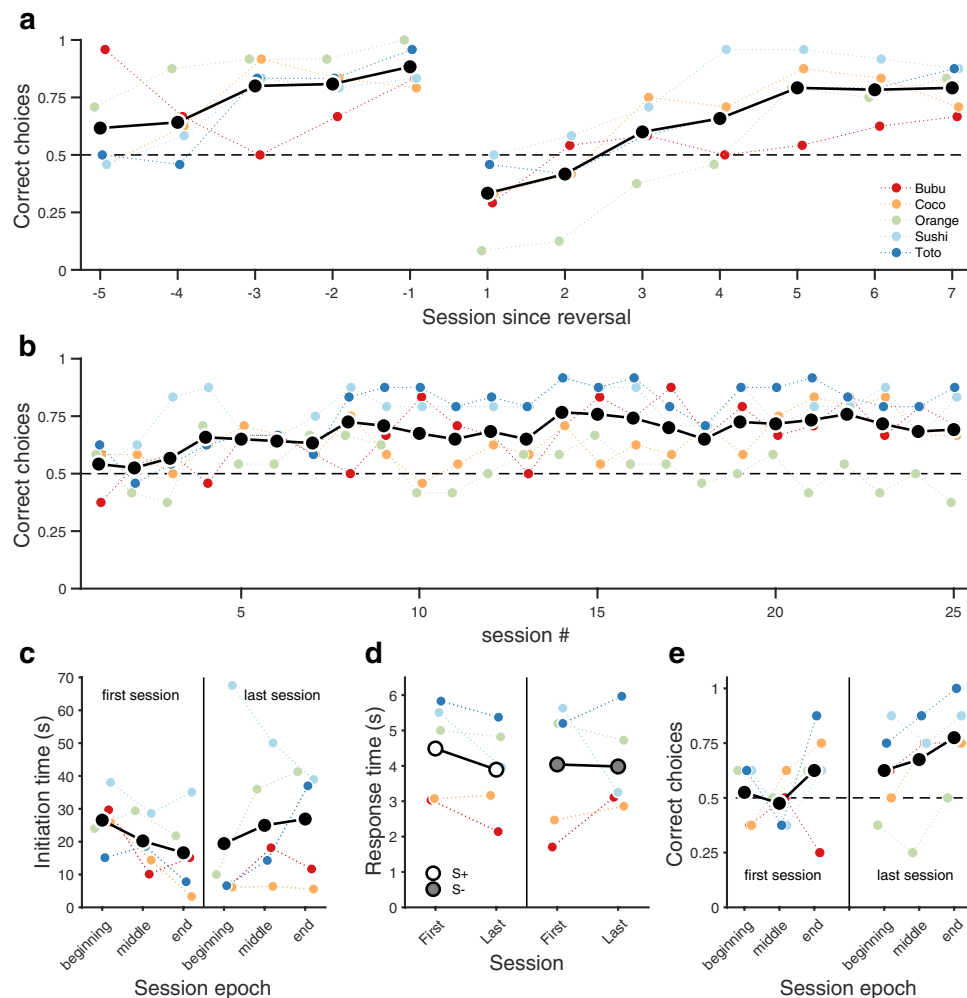 a
Correct choices
1
0.75
0.5
0.25
0
Bubu
Coco
Orange
Sushi
Toto
-5 -4 -3 -2 -1 1 2 3 4 5 6 7
Session since reversal
b
Correct choices
1
0.75
0.5
0.25
0
5 10 15 20 25
session #
c
Initiation time (s)
70
60
50
40
30
20
10
0
first session last session
beginning middle end beginning middle end
Session epoch
d
Response time (s)
6
5
4
3
2
1
0
S+
S-
First Last First Last
Session
e
Correct choices
1
0.75
0.5
0.25
first session last session
beginning middle end beginning middle end
Session epoch